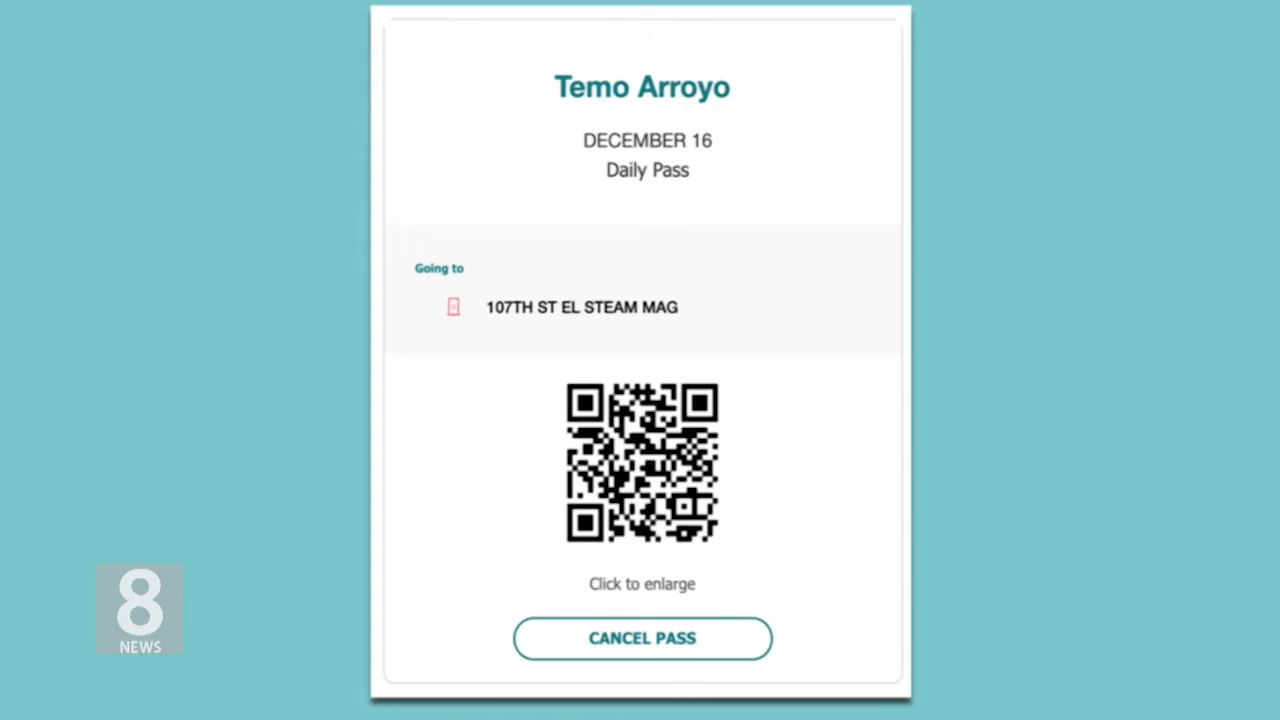 Temo Arroyo
DECEMBER 16
Daily Pass
Going to
107TH ST EL STEAM MAG
Click to enlarge
CANCEL PASS
8
NEWS